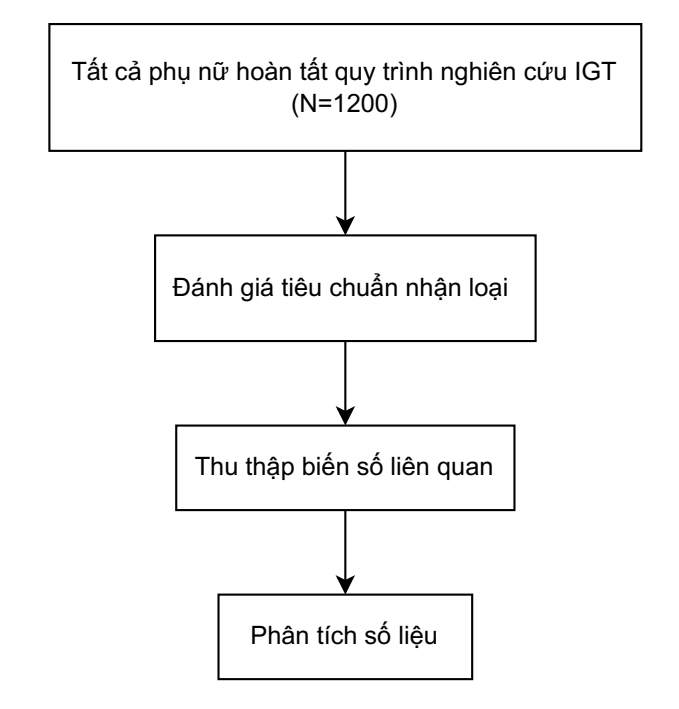 Tất cả phụ nữ hoàn tất quy trình nghiên cứu IGT
(N=1200)
Đánh giá tiêu chuẩn nhận loại
Thu thập biến số liên quan
Phân tích số liệu